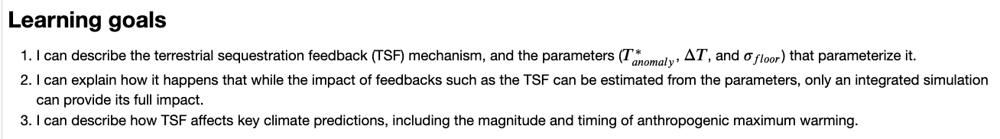 Learning goals
1. I can describe the terrestrial sequestration feedback (TSF) mechanism, and the parameters (T*anomaly, ΔT, and σfloor) that parameterize it.
2. I can explain how it happens that while the impact of feedbacks such as the TSF can be estimated from the parameters, only an integrated simulation
can provide its full impact.
3. I can describe how TSF affects key climate predictions, including the magnitude and timing of anthropogenic maximum warming.